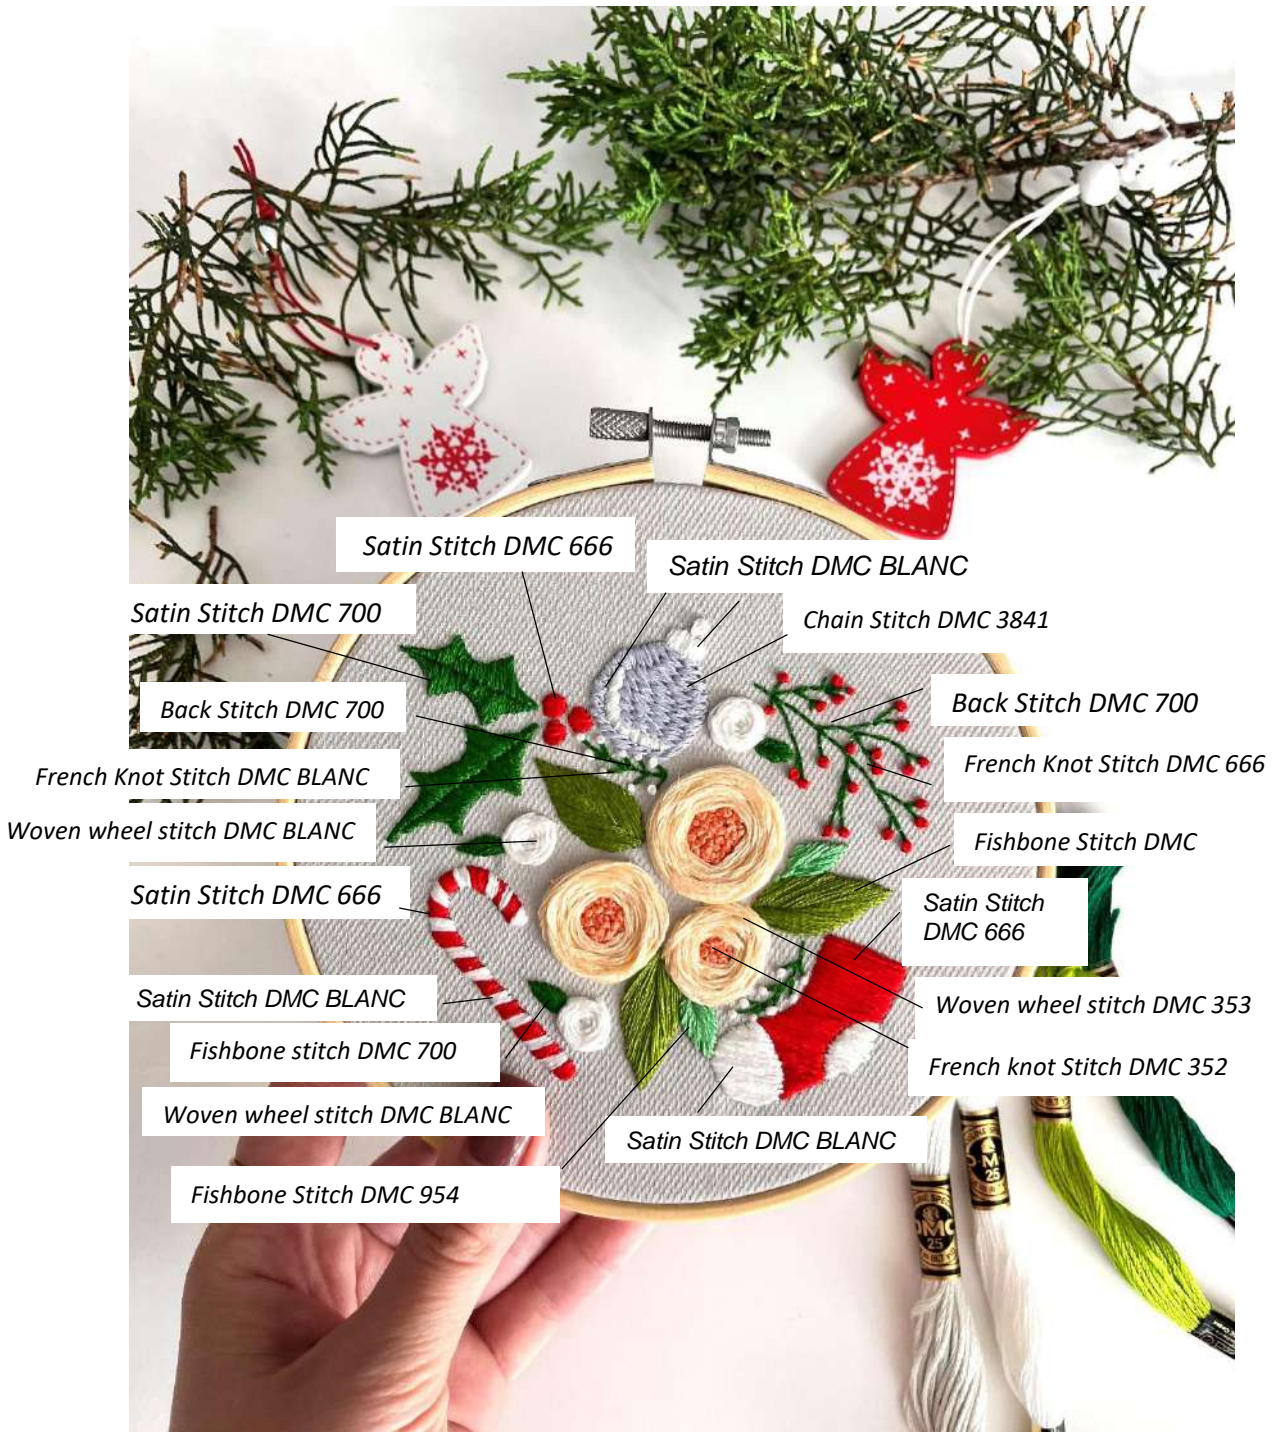 Satin Stitch DMC 666
Satin Stitch DMC BLANC
Satin Stitch DMC 700
Chain Stitch DMC 3841
Back Stitch DMC 700
Back Stitch DMC 700
French Knot Stitch DMC BLANC
French Knot Stitch DMC 666
Woven wheel stitch DMC BLANC
Fishbone Stitch DMC
Satin Stitch DMC 666
Satin Stitch
DMC 666
Satin Stitch DMC BLANC
Woven wheel stitch DMC 353
Fishbone stitch DMC 700
French knot Stitch DMC 352
Woven wheel stitch DMC BLANC
Satin Stitch DMC BLANC
Fishbone Stitch DMC 954
DMC
25
DMC
25